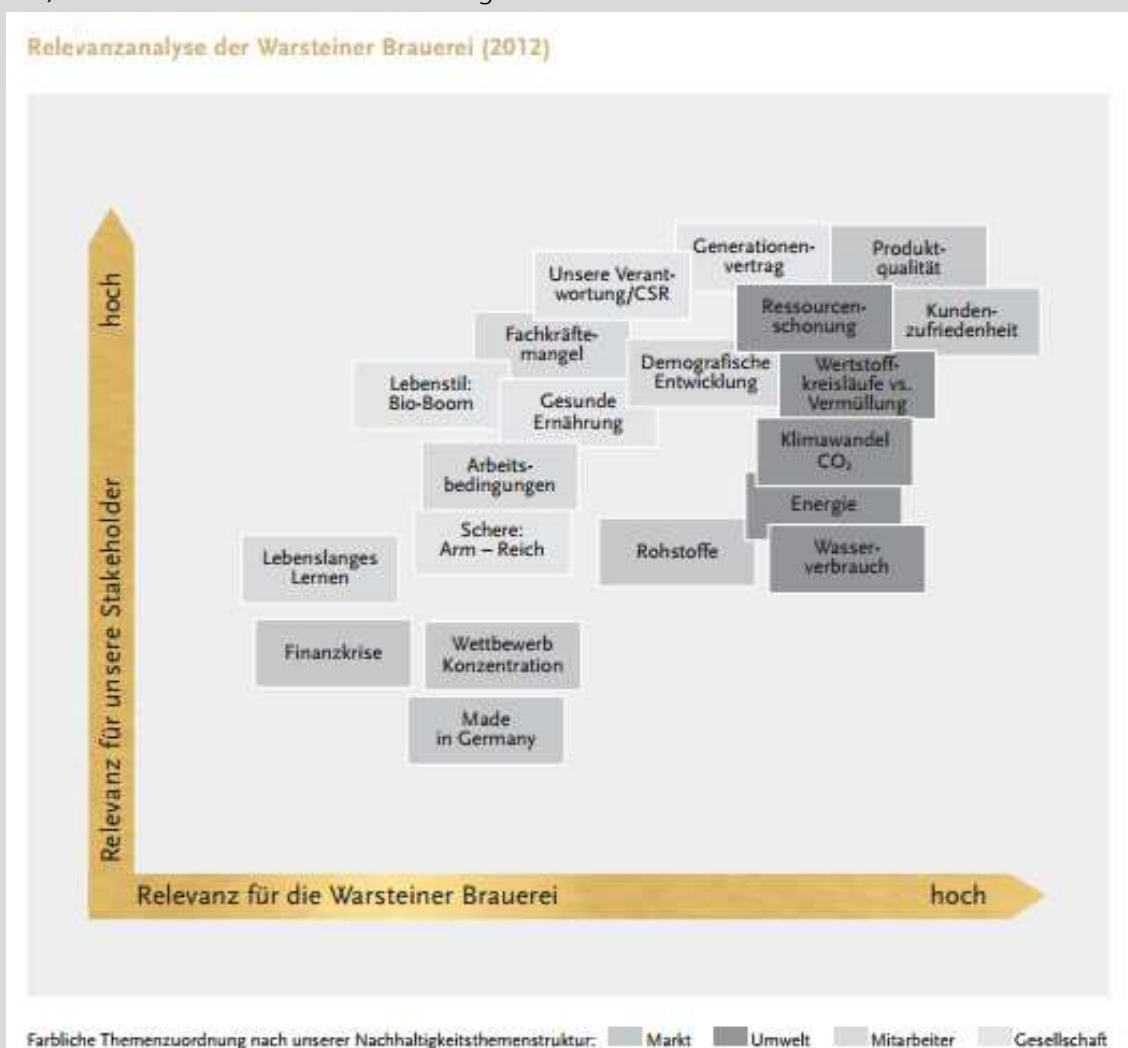 Relevanzanalyse der Warsteiner Brauerei (2012)
hoch
Relevanz für unsere Stakeholder
Generationen-
vertrag
Produkt-
qualität
Unsere Verant-
wortung/CSR
Ressourcen-
schonung
Kunden-
zufriedenheit
Fachkräfte-
mangel
Demografische
Entwicklung
Wertstoff-
kreisläufe vs.
Vermüllung
Lebenstil:
Bio-Boom
Gesunde
Ernährung
Klimawandel
CO₂
Arbeits-
bedingungen
Energie
Schere:
Arm – Reich
Rohstoffe
Wasser-
verbrauch
Lebenslanges
Lernen
Finanzkrise
Wettbewerb
Konzentration
Made
in Germany
Relevanz für die Warsteiner Brauerei
hoch
Farbliche Themenzuordnung nach unserer Nachhaltigkeitsthemenstruktur: Markt Umwelt Mitarbeiter Gesellschaft